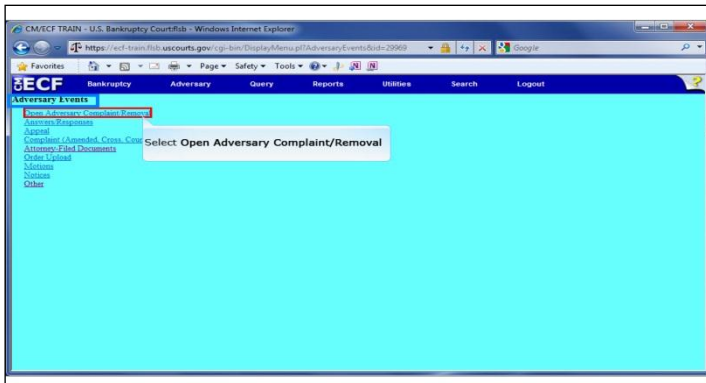 CM/ECF TRAIN - U.S. Bankruptcy Court:flsb - Windows Internet Explorer
https://ecf-train.flsb.uscourts.gov/cgi-bin/DisplayMenu.pl?AdversaryEvents&id=29969
Google
Favorites Page Safety Tools
ECF Bankruptcy Adversary Query Reports Utilities Search Logout ?
Adversary Events
Open Adversary Complaint/Removal
Answers/Responses
Appeal
Complaint (Amended, Cross,
Select Open Adversary Complaint/Removal
Attorney-Filed Documents
Order Upload
Motions
Notices
Other